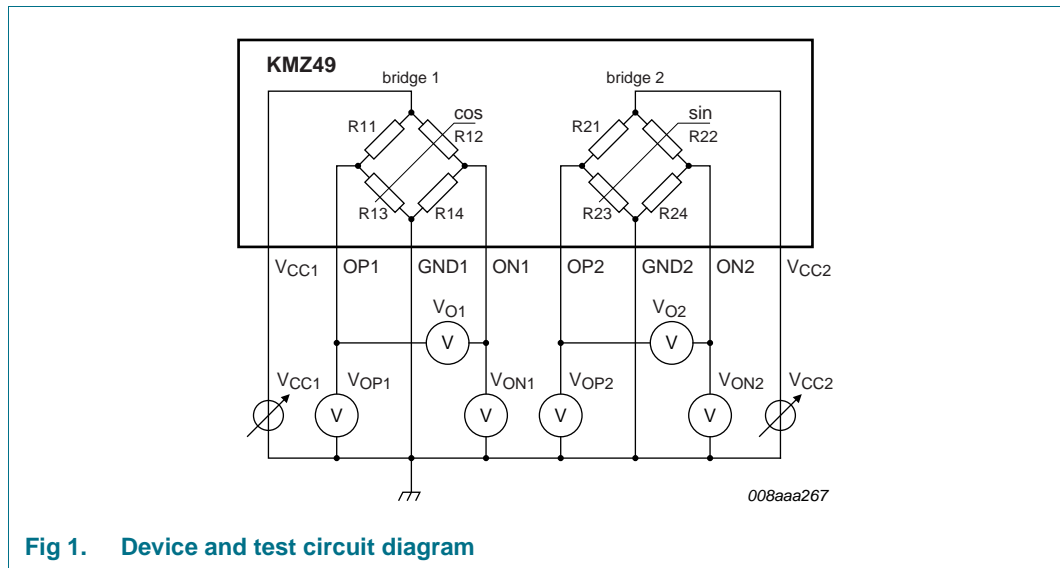 KMZ49
bridge 1
bridge 2
cos
sin
R11
R12
R21
R22
R13
R14
R23
R24
VCC1
OP1
GND1
ON1
OP2
GND2
ON2
VCC2
VO1
VO2
V
V
VCC1
VOP1
VON1
VOP2
VON2
VCC2
V
V
V
V
008aaa267
Fig 1. Device and test circuit diagram